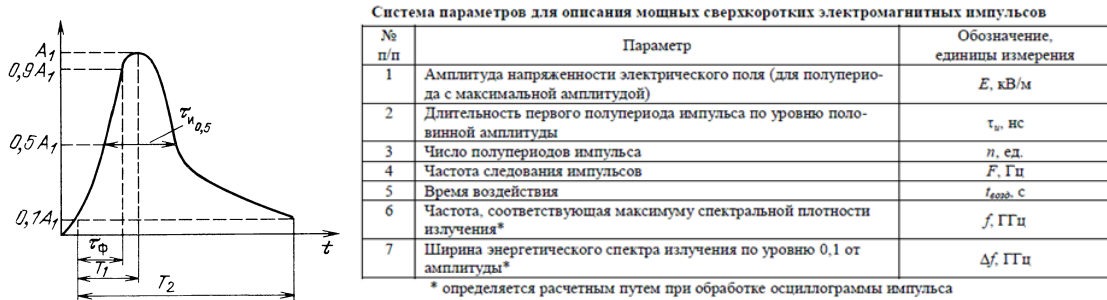 A₁
0,9A₁
τи₀,₅
0,5A₁
0,1A₁
τф
t
T₁
T₂
Система параметров для описания мощных сверхкоротких электромагнитных импульсов
№
п/п
Параметр
Обозначение,
единицы измерения
1
Амплитуда напряженности электрического поля (для полуперио-
да с максимальной амплитудой)
E, кВ/м
2
Длительность первого полупериода импульса по уровню поло-
винной амплитуды
τи, нс
3
Число полупериодов импульса
n, ед.
4
Частота следования импульсов
F, Гц
5
Время воздействия
tвозд, с
6
Частота, соответствующая максимуму спектральной плотности
излучения*
f, ГГц
7
Ширина энергетического спектра излучения по уровню 0,1 от
амплитуды*
Δf, ГГц
* определяется расчетным путем при обработке осциллограммы импульса